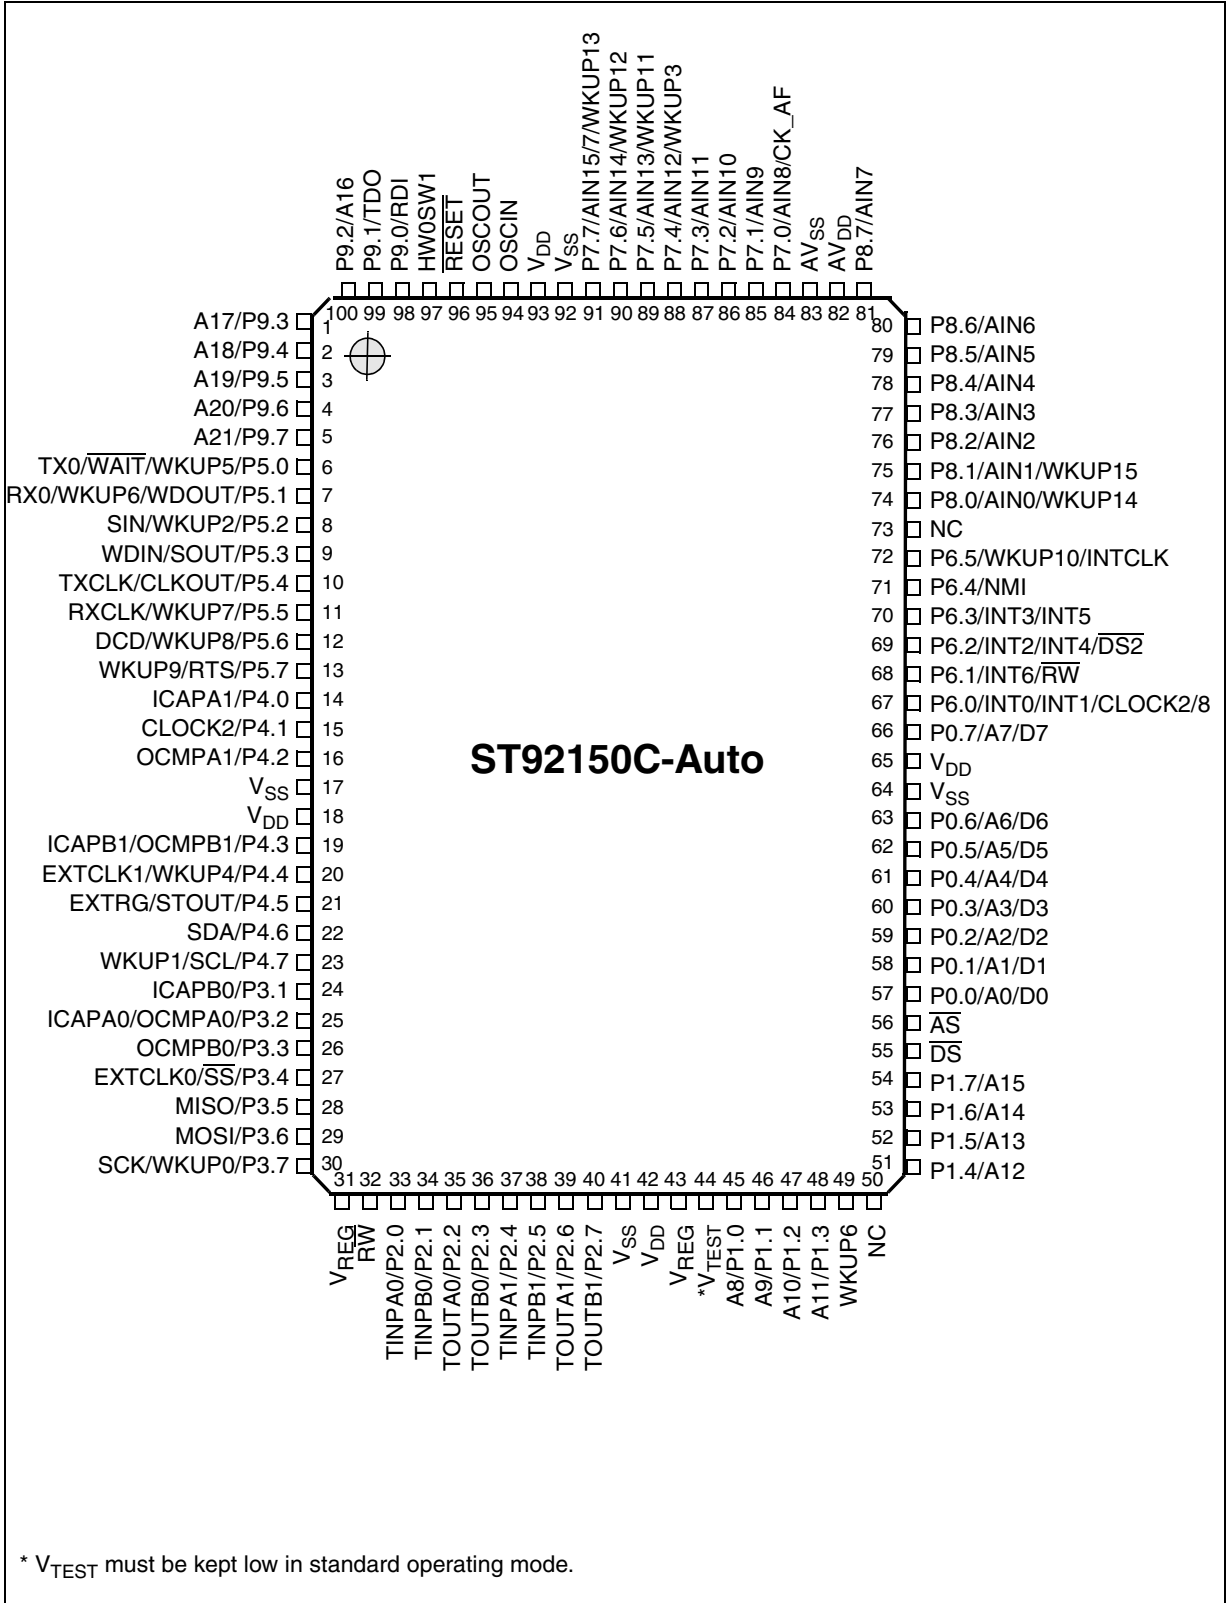 P9.2/A16
P9.1/TDO
P9.0/RDI
HW0SW1
RESET
OSCOUT
OSCIN
VDD
VSS
P7.7/AIN15/7/WKUP13
P7.6/AIN14/WKUP12
P7.5/AIN13/WKUP11
P7.4/AIN12/WKUP3
P7.3/AIN11
P7.2/AIN10
P7.1/AIN9
P7.0/AIN8/CK_AF
AVSS
AVDD
P8.7/AIN7
100 99 98 97 96 95 94 93 92 91 90 89 88 87 86 85 84 83 82 81
A17/P9.3 1
A18/P9.4 2
A19/P9.5 3
A20/P9.6 4
A21/P9.7 5
TX0/WAIT/WKUP5/P5.0 6
RX0/WKUP6/WDOUT/P5.1 7
SIN/WKUP2/P5.2 8
WDIN/SOUT/P5.3 9
TXCLK/CLKOUT/P5.4 10
RXCLK/WKUP7/P5.5 11
DCD/WKUP8/P5.6 12
WKUP9/RTS/P5.7 13
ICAPA1/P4.0 14
CLOCK2/P4.1 15
OCMPA1/P4.2 16
VSS 17
VDD 18
ICAPB1/OCMPB1/P4.3 19
EXTCLK1/WKUP4/P4.4 20
EXTRG/STOUT/P4.5 21
SDA/P4.6 22
WKUP1/SCL/P4.7 23
ICAPB0/P3.1 24
ICAPA0/OCMPA0/P3.2 25
OCMPB0/P3.3 26
EXTCLK0/SS/P3.4 27
MISO/P3.5 28
MOSI/P3.6 29
SCK/WKUP0/P3.7 30
ST92150C-Auto
80 P8.6/AIN6
79 P8.5/AIN5
78 P8.4/AIN4
77 P8.3/AIN3
76 P8.2/AIN2
75 P8.1/AIN1/WKUP15
74 P8.0/AIN0/WKUP14
73 NC
72 P6.5/WKUP10/INTCLK
71 P6.4/NMI
70 P6.3/INT3/INT5
69 P6.2/INT2/INT4/DS2
68 P6.1/INT6/RW
67 P6.0/INT0/INT1/CLOCK2/8
66 P0.7/A7/D7
65 VDD
64 VSS
63 P0.6/A6/D6
62 P0.5/A5/D5
61 P0.4/A4/D4
60 P0.3/A3/D3
59 P0.2/A2/D2
58 P0.1/A1/D1
57 P0.0/A0/D0
56 AS
55 DS
54 P1.7/A15
53 P1.6/A14
52 P1.5/A13
51 P1.4/A12
31 32 33 34 35 36 37 38 39 40 41 42 43 44 45 46 47 48 49 50
VREG
RW
TINPA0/P2.0
TINPB0/P2.1
TOUTA0/P2.2
TOUTB0/P2.3
TINPA1/P2.4
TINPB1/P2.5
TOUTA1/P2.6
TOUTB1/P2.7
VSS
VDD
VREG
*VTEST
A8/P1.0
A9/P1.1
A10/P1.2
A11/P1.3
WKUP6
NC
* VTEST must be kept low in standard operating mode.